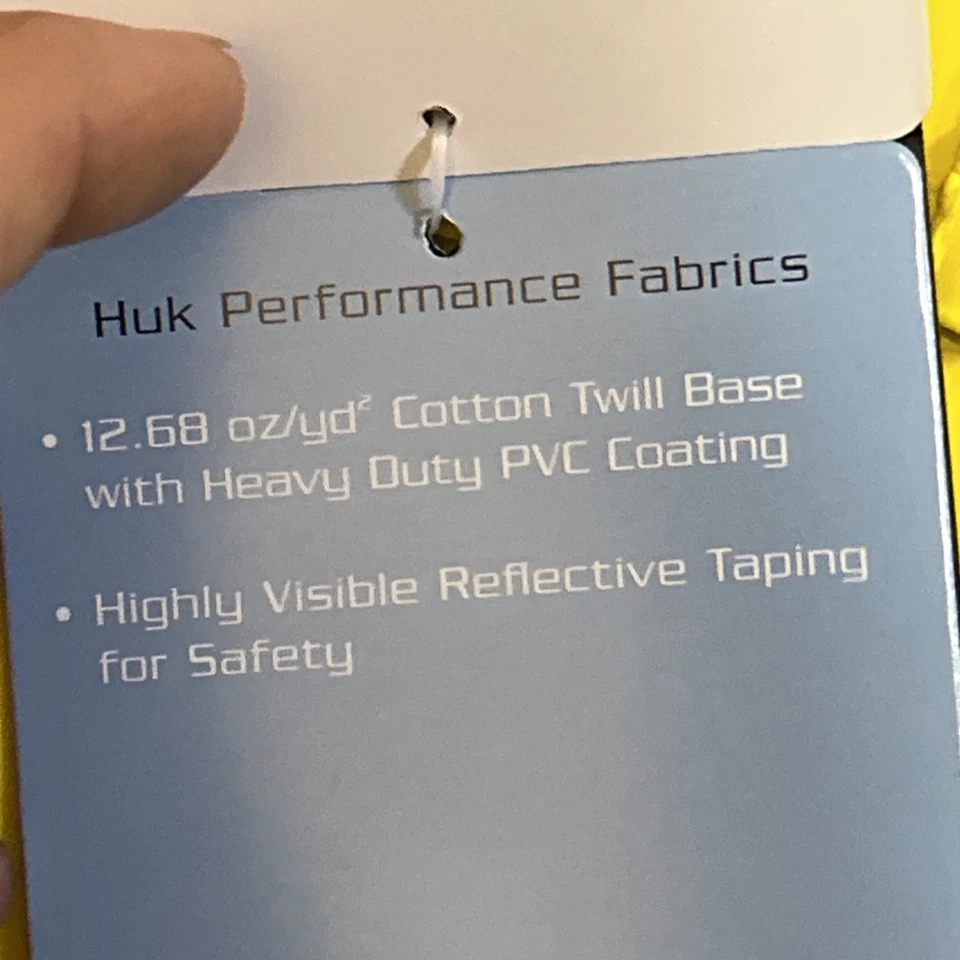 Huk Performance Fabrics
• 12.68 oz/yd² Cotton Twill Base
with Heavy Duty PVC Coating
• Highly Visible Reflective Taping
for Safety